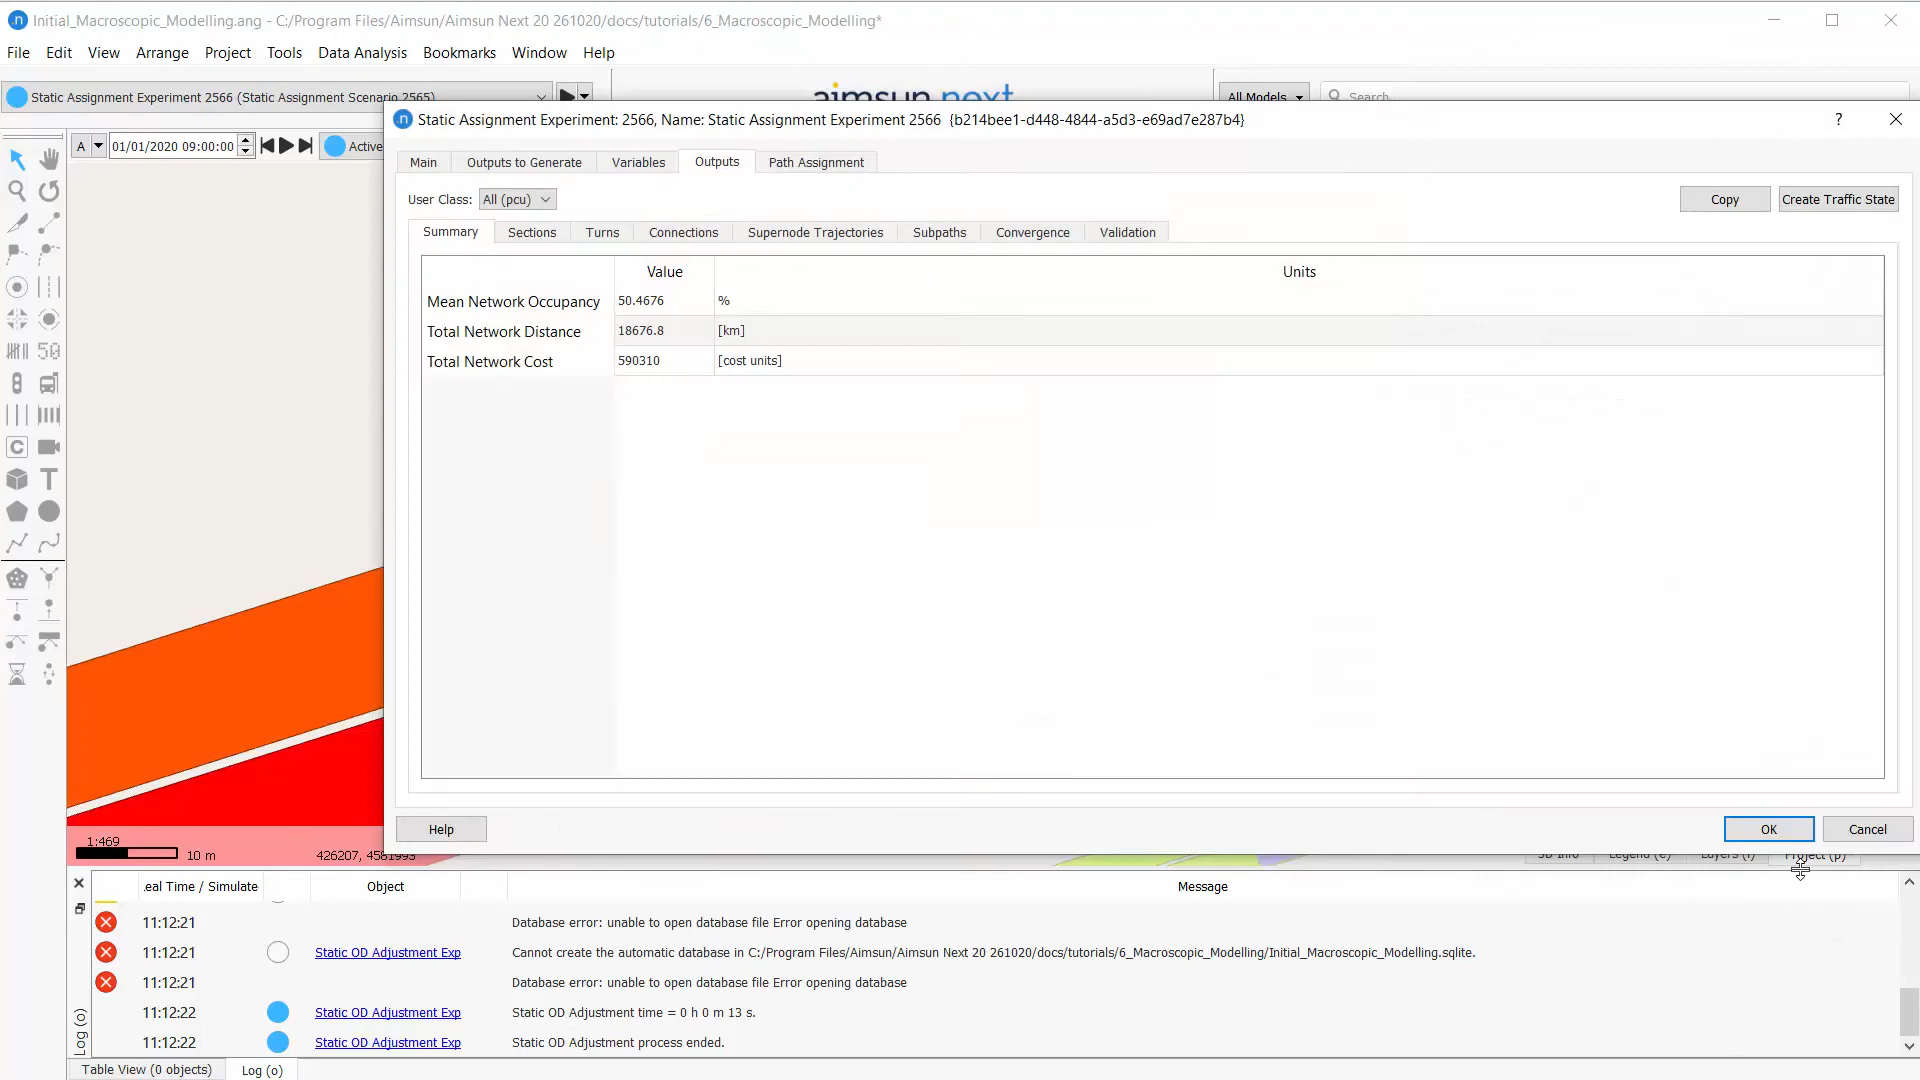 Initial_Macroscopic_Modelling.ang - C:/Program Files/Aimsun/Aimsun Next 20 261020/docs/tutorials/6_Macroscopic_Modelling*
File Edit View Arrange Project Tools Data Analysis Bookmarks Window Help
Static Assignment Experiment 2566 (Static Assignment Scenario 2565)
aimsun next
All Models
Search
Static Assignment Experiment: 2566, Name: Static Assignment Experiment 2566 {b214bee1-d448-4844-a5d3-e69ad7e287b4}
?
A
01/01/2020 09:00:00
Active
Main Outputs to Generate Variables Outputs Path Assignment
User Class: All (pcu)
Copy Create Traffic State
Summary Sections Turns Connections Supernode Trajectories Subpaths Convergence Validation
Value Units
Mean Network Occupancy 50.4676 %
Total Network Distance 18676.8 [km]
Total Network Cost 590310 [cost units]
50
C
T
Help OK Cancel
1:469
10 m
426207, 4581993
3D Info Legend (e) Layers (l) Project (p)
eal Time / Simulate Object Message
11:12:21 Database error: unable to open database file Error opening database
11:12:21 Static OD Adjustment Exp Cannot create the automatic database in C:/Program Files/Aimsun/Aimsun Next 20 261020/docs/tutorials/6_Macroscopic_Modelling/Initial_Macroscopic_Modelling.sqlite.
11:12:21 Database error: unable to open database file Error opening database
11:12:22 Static OD Adjustment Exp Static OD Adjustment time = 0 h 0 m 13 s.
11:12:22 Static OD Adjustment Exp Static OD Adjustment process ended.
Log (o)
Table View (0 objects) Log (o)